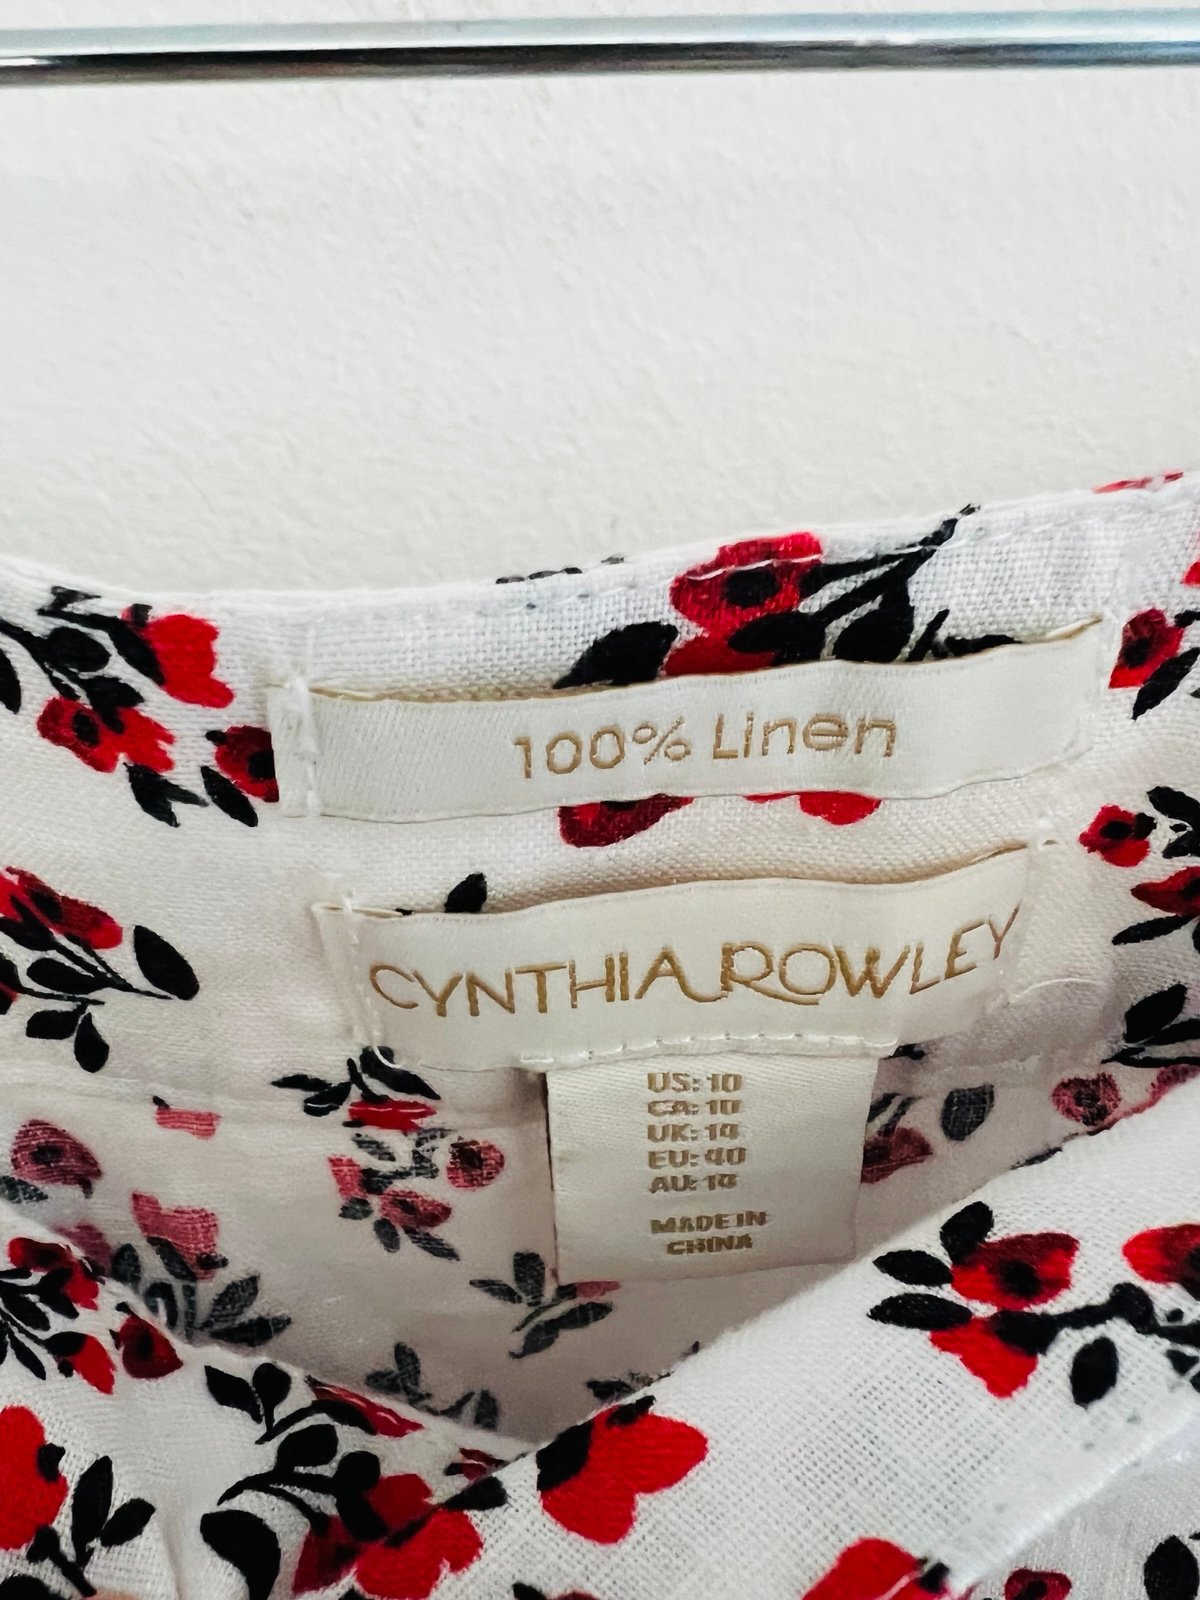 100% Linen
CYNTHIA ROWLEY
US: 10
CA: 10
UK: 14
EU: 40
AU: 14
MADE IN
CHINA